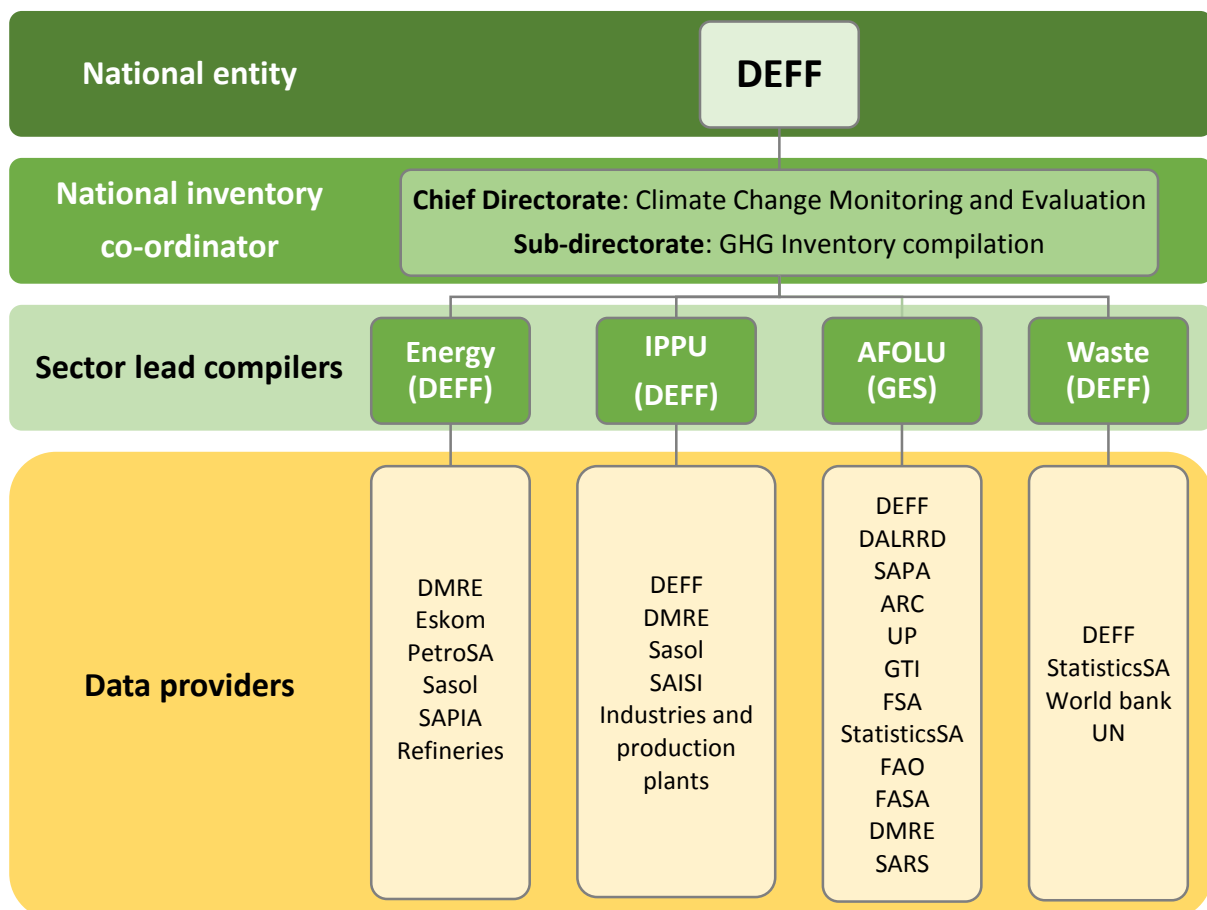 National entity
DEFF
National inventory
co-ordinator
Chief Directorate: Climate Change Monitoring and Evaluation
Sub-directorate: GHG Inventory compilation
Sector lead compilers
Energy
(DEFF)
IPPU
(DEFF)
AFOLU
(GES)
Waste
(DEFF)
Data providers
DMRE
Eskom
PetroSA
Sasol
SAPIA
Refineries
DEFF
DMRE
Sasol
SAISI
Industries and
production
plants
DEFF
DALRRD
SAPA
ARC
UP
GTI
FSA
StatisticsSA
FAO
FASA
DMRE
SARS
DEFF
StatisticsSA
World bank
UN